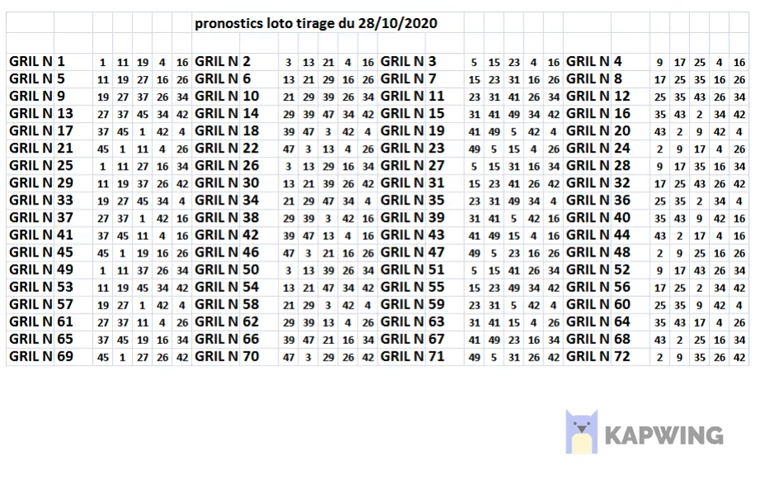 pronostics loto tirage du 28/10/2020
GRIL N 1 1 11 19 4 16 GRIL N 2 3 13 21 4 16 GRIL N 3 5 15 23 4 16 GRIL N 4 9 17 25 4 16
GRIL N 5 11 19 27 16 26 GRIL N 6 13 21 29 16 26 GRIL N 7 15 23 31 16 26 GRIL N 8 17 25 35 16 26
GRIL N 9 19 27 37 26 34 GRIL N 10 21 29 39 26 34 GRIL N 11 23 31 41 26 34 GRIL N 12 25 35 43 26 34
GRIL N 13 27 37 45 34 42 GRIL N 14 29 39 47 34 42 GRIL N 15 31 41 49 34 42 GRIL N 16 35 43 2 34 42
GRIL N 17 37 45 1 42 4 GRIL N 18 39 47 3 42 4 GRIL N 19 41 49 5 42 4 GRIL N 20 43 2 9 42 4
GRIL N 21 45 1 11 4 26 GRIL N 22 47 3 13 4 26 GRIL N 23 49 5 15 4 26 GRIL N 24 2 9 17 4 26
GRIL N 25 1 11 27 16 34 GRIL N 26 3 13 29 16 34 GRIL N 27 5 15 31 16 34 GRIL N 28 9 17 35 16 34
GRIL N 29 11 19 37 26 42 GRIL N 30 13 21 39 26 42 GRIL N 31 15 23 41 26 42 GRIL N 32 17 25 43 26 42
GRIL N 33 19 27 45 34 4 GRIL N 34 21 29 47 34 4 GRIL N 35 23 31 49 34 4 GRIL N 36 25 35 2 34 4
GRIL N 37 27 37 1 42 16 GRIL N 38 29 39 3 42 16 GRIL N 39 31 41 5 42 16 GRIL N 40 35 43 9 42 16
GRIL N 41 37 45 11 4 16 GRIL N 42 39 47 13 4 16 GRIL N 43 41 49 15 4 16 GRIL N 44 43 2 17 4 16
GRIL N 45 45 1 19 16 26 GRIL N 46 47 3 21 16 26 GRIL N 47 49 5 23 16 26 GRIL N 48 2 9 25 16 26
GRIL N 49 1 11 37 26 34 GRIL N 50 3 13 39 26 34 GRIL N 51 5 15 41 26 34 GRIL N 52 9 17 43 26 34
GRIL N 53 11 19 45 34 42 GRIL N 54 13 21 47 34 42 GRIL N 55 15 23 49 34 42 GRIL N 56 17 25 2 34 42
GRIL N 57 19 27 1 42 4 GRIL N 58 21 29 3 42 4 GRIL N 59 23 31 5 42 4 GRIL N 60 25 35 9 42 4
GRIL N 61 27 37 11 4 26 GRIL N 62 29 39 13 4 26 GRIL N 63 31 41 15 4 26 GRIL N 64 35 43 17 4 26
GRIL N 65 37 45 19 16 34 GRIL N 66 39 47 21 16 34 GRIL N 67 41 49 23 16 34 GRIL N 68 43 2 25 16 34
GRIL N 69 45 1 27 26 42 GRIL N 70 47 3 29 26 42 GRIL N 71 49 5 31 26 42 GRIL N 72 2 9 35 26 42
KAPWING